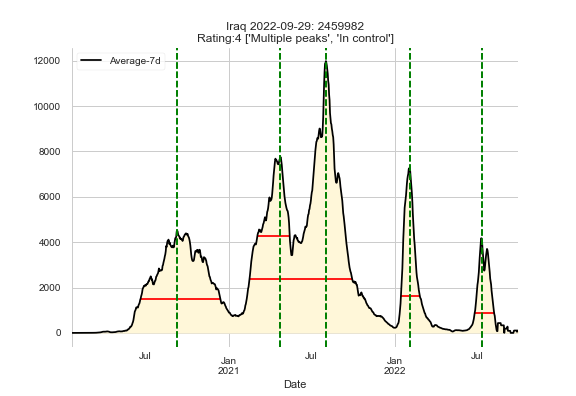 Iraq 2022-09-29: 2459982
Rating:4 ['Multiple peaks', 'In control']
Average-7d
12000
10000
8000
6000
4000
2000
0
Jul
Jan
2021
Jul
Jan
2022
Jul
Date